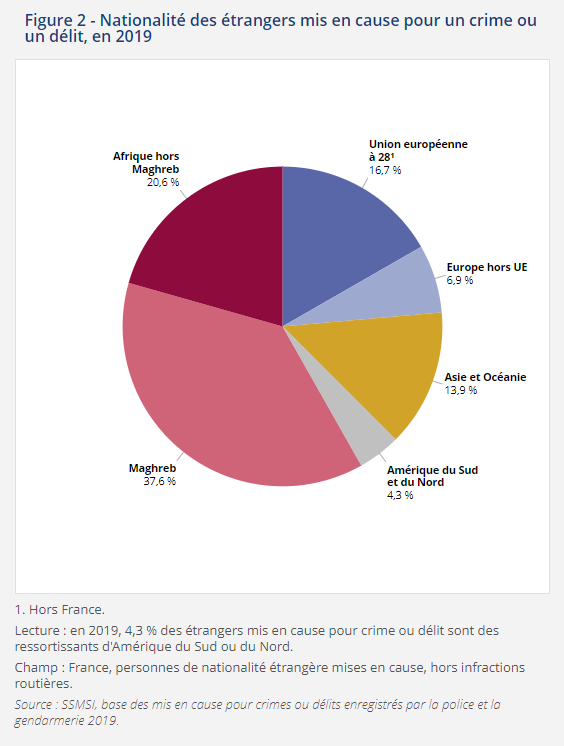 Figure 2 - Nationalité des étrangers mis en cause pour un crime ou
un délit, en 2019
Union européenne
à 28¹
16,7 %
Afrique hors
Maghreb
20,6 %
Europe hors UE
6,9 %
Asie et Océanie
13,9 %
Maghreb
37,6 %
Amérique du Sud
et du Nord
4,3 %
1. Hors France.
Lecture : en 2019, 4,3 % des étrangers mis en cause pour crime ou délit sont des
ressortissants d'Amérique du Sud ou du Nord.
Champ : France, personnes de nationalité étrangère mises en cause, hors infractions
routières.
Source : SSMSI, base des mis en cause pour crimes ou délits enregistrés par la police et la
gendarmerie 2019.